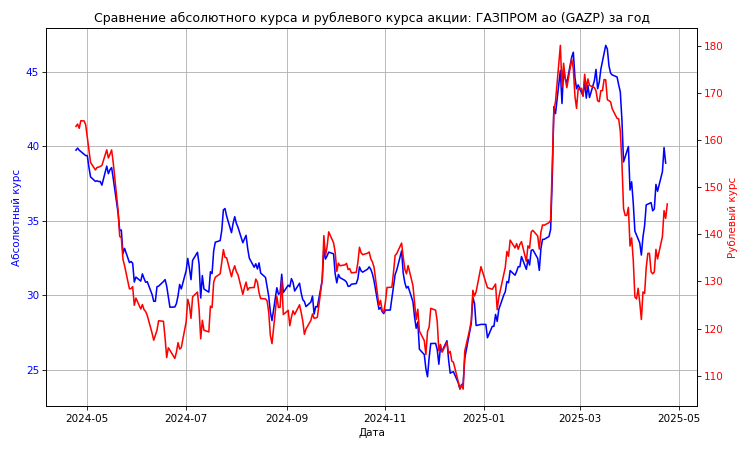 Сравнение абсолютного курса и рублевого курса акции: ГАЗПРОМ ао (GAZP) за год
Абсолютный курс
45
40
35
30
25
180
170
160
150
140
130
120
110
Рублевый курс
2024-05 2024-07 2024-09 2024-11 2025-01 2025-03 2025-05
Дата